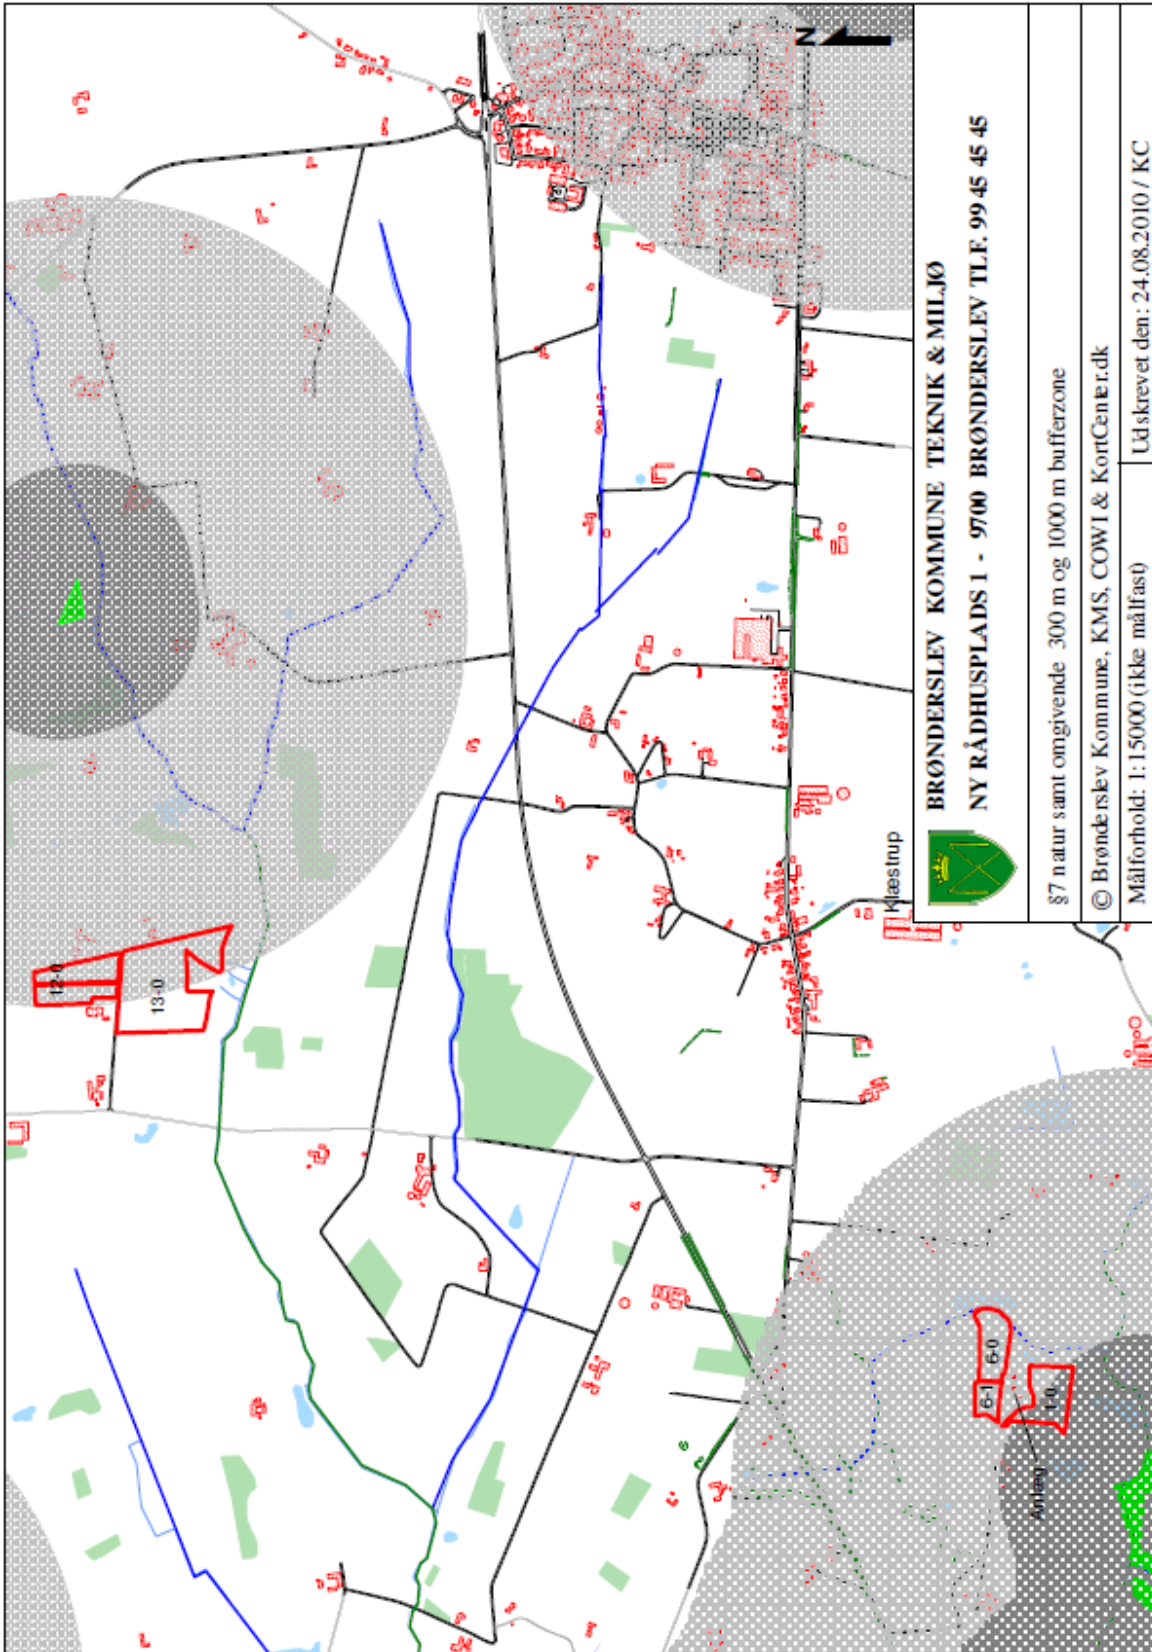 BRØNDERSLEV KOMMUNE TEKNIK & MILJØ
NY RÅDHUSPLADS 1 - 9700 BRØNDERSLEV TLF. 99 45 45 45
§7 natur samt omgivende 300 m og 1000 m bufferzone
© Brønderslev Kommune, KMS, COWI & KortCenter.dk
Målforhold: 1:15000 (ikke målfast)
Udskrevet den: 24.08.2010 / KC
N
12-0
13-0
Klæstrup
6-1
6-0
1-0
Anlæg